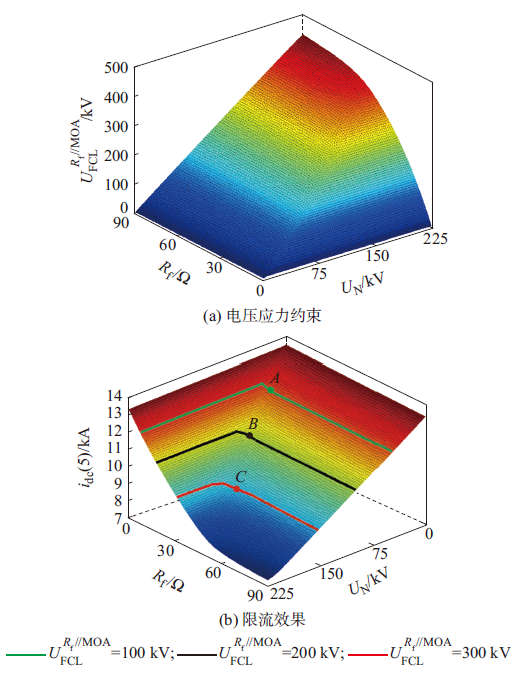 500
400
300
200
100
0
U_FCL^{R_f//MOA}/kV
90
60
30
0
R_f/Ω
75
150
225
U_N/kV
(a) 电压应力约束
14
13
12
11
10
9
8
7
i_dc(5)/kA
A
B
C
0
30
60
90
R_f/Ω
225
150
75
0
U_N/kV
(b) 限流效果
U_FCL^{R_f//MOA}=100 kV; U_FCL^{R_f//MOA}=200 kV; U_FCL^{R_f//MOA}=300 kV